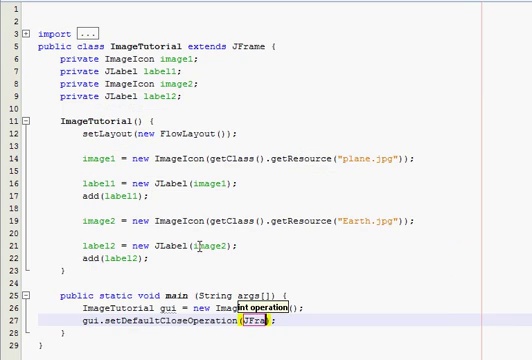 1
2
3 import ...
5 public class ImageTutorial extends JFrame {
6 private ImageIcon image1;
7 private JLabel label1;
8 private ImageIcon image2;
9 private JLabel label2;
10
11 ImageTutorial() {
12 setLayout(new FlowLayout());
13
14 image1 = new ImageIcon(getClass().getResource("plane.jpg"));
15
16 label1 = new JLabel(image1);
17 add(label1);
18
19 image2 = new ImageIcon(getClass().getResource("Earth.jpg"));
20
21 label2 = new JLabel(image2);
22 add(label2);
23 }
24
25 public static void main (String args[]) {
26 ImageTutorial gui = new Imag int operation ();
27 gui.setDefaultCloseOperation(JFra);
28 }
29 }